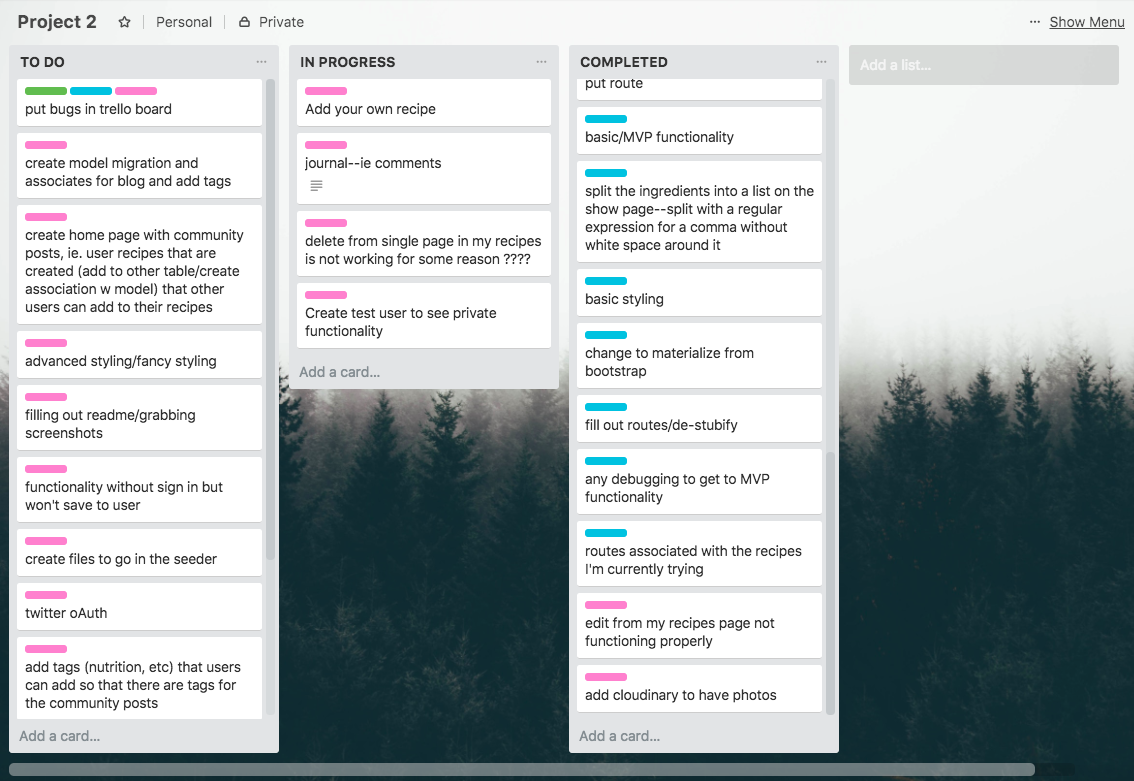 Project 2
Personal
Private
... Show Menu
TO DO
...
put bugs in trello board
create model migration and
associates for blog and add tags
create home page with community
posts, ie. user recipes that are
created (add to other table/create
association w model) that other
users can add to their recipes
advanced styling/fancy styling
filling out readme/grabbing
screenshots
functionality without sign in but
won't save to user
create files to go in the seeder
twitter oAuth
add tags (nutrition, etc) that users
can add so that there are tags for
the community posts
Add a card...
IN PROGRESS
...
Add your own recipe
journal--ie comments
delete from single page in my recipes
is not working for some reason ????
Create test user to see private
functionality
Add a card...
COMPLETED
...
put route
basic/MVP functionality
split the ingredients into a list on the
show page--split with a regular
expression for a comma without
white space around it
basic styling
change to materialize from
bootstrap
fill out routes/de-stubify
any debugging to get to MVP
functionality
routes associated with the recipes
I'm currently trying
edit from my recipes page not
functioning properly
add cloudinary to have photos
Add a card...
Add a list...